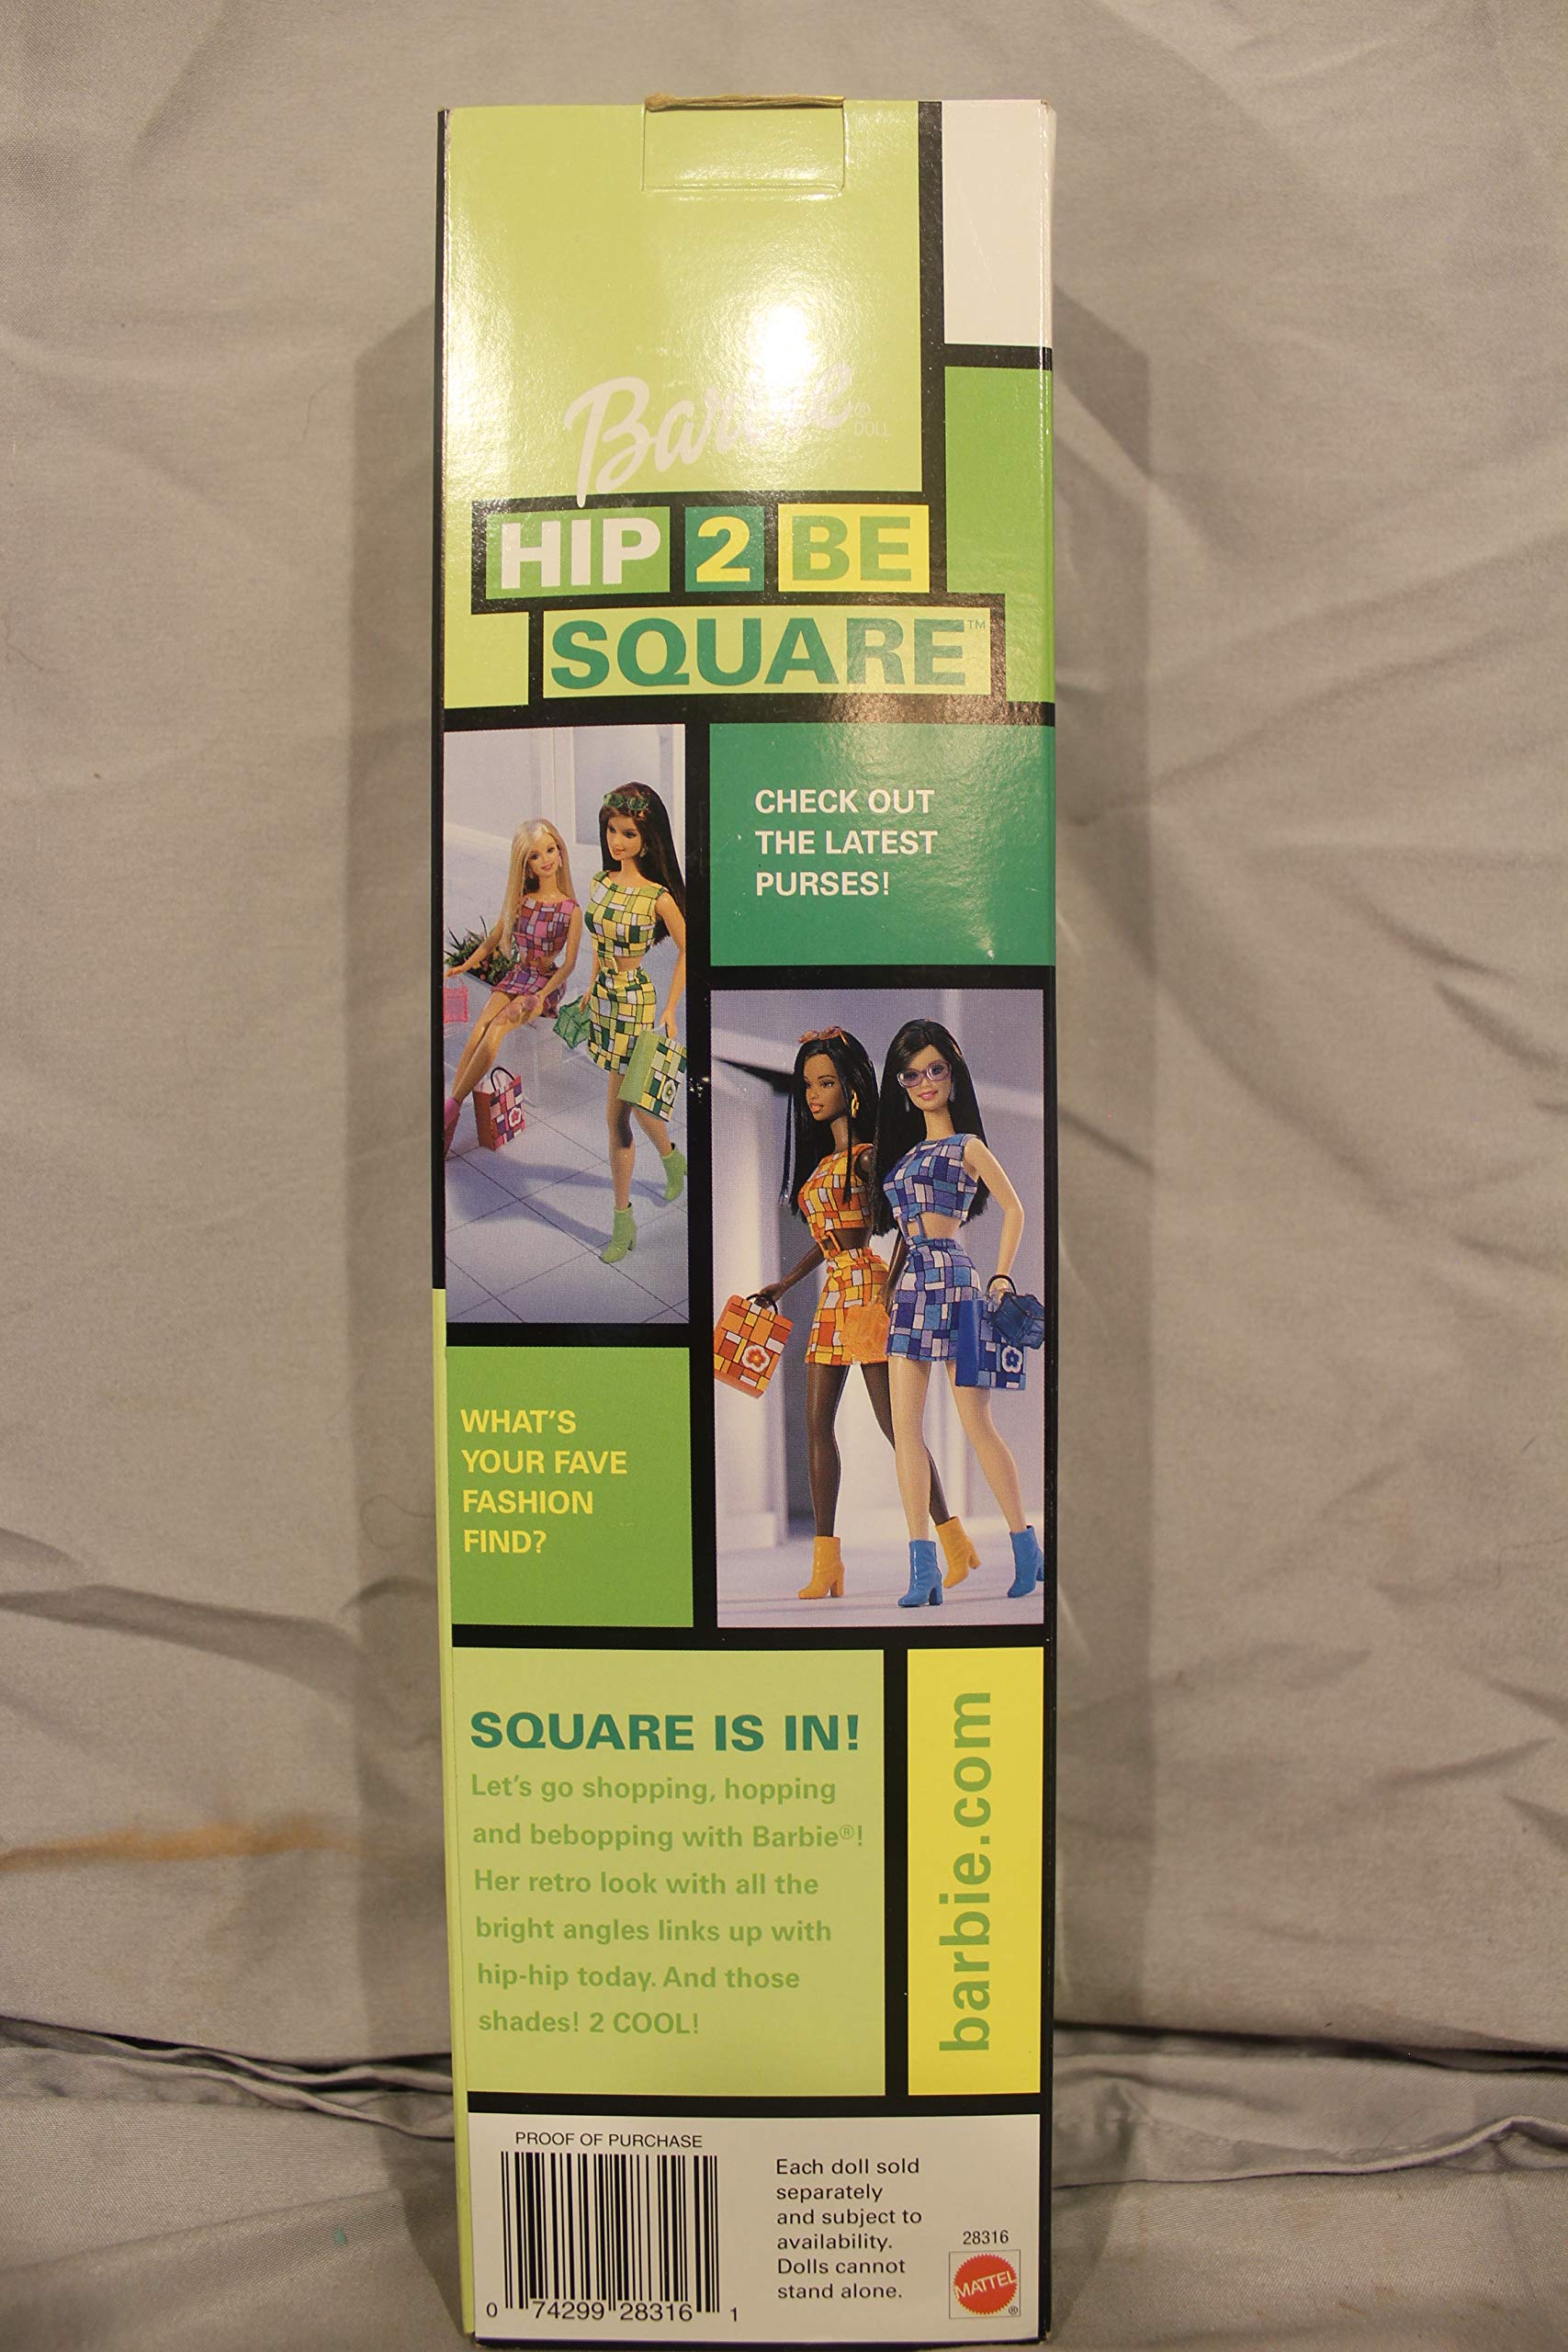 Barbie®
DOLL
HIP 2 BE
SQUARE™
CHECK OUT
THE LATEST
PURSES!
WHAT'S
YOUR FAVE
FASHION
FIND?
SQUARE IS IN!
Let's go shopping, hopping
and bebopping with Barbie®!
Her retro look with all the
bright angles links up with
hip-hip today. And those
shades! 2 COOL!
barbie.com
PROOF OF PURCHASE
0 74299 28316 1
Each doll sold
separately
and subject to
availability.
Dolls cannot
stand alone.
28316
MATTEL®